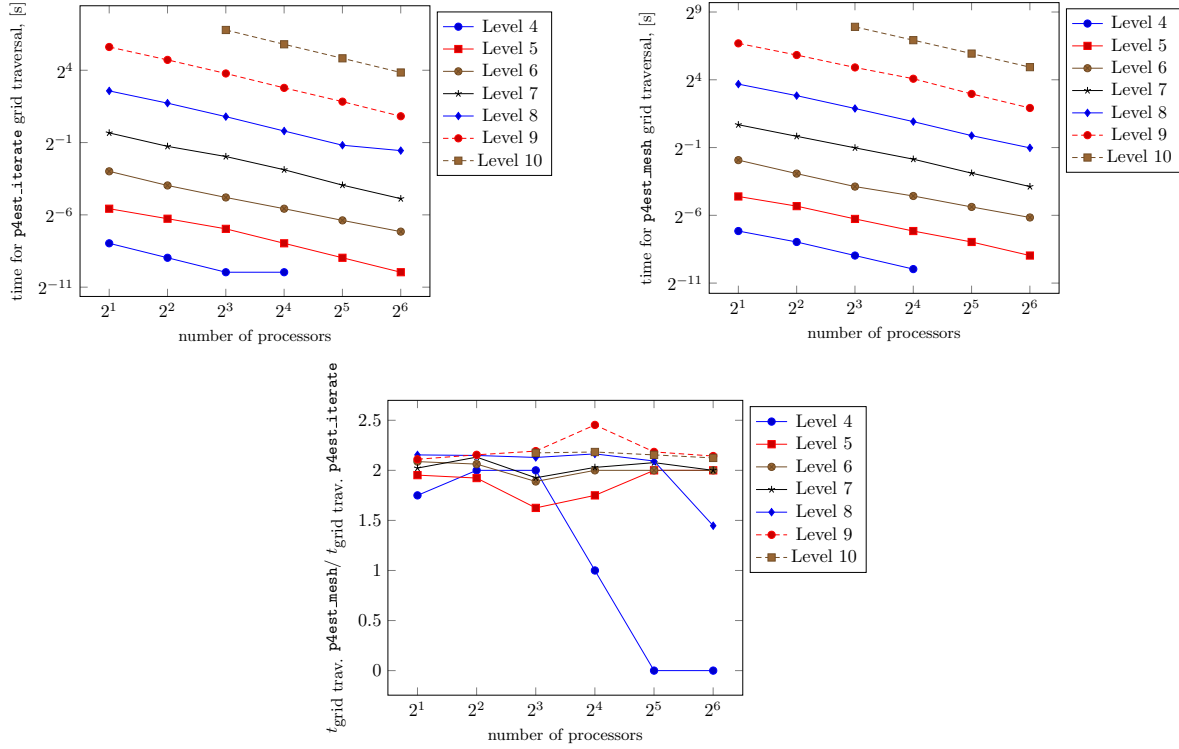 time for p4est_iterate grid traversal, [s]
2^4
2^{-1}
2^{-6}
2^{-11}
2^1 2^2 2^3 2^4 2^5 2^6
number of processors
Level 4
Level 5
Level 6
Level 7
Level 8
Level 9
Level 10
time for p4est_mesh grid traversal, [s]
2^9
2^4
2^{-1}
2^{-6}
2^{-11}
2^1 2^2 2^3 2^4 2^5 2^6
number of processors
Level 4
Level 5
Level 6
Level 7
Level 8
Level 9
Level 10
t_{grid trav.} p4est_mesh/ t_{grid trav.} p4est_iterate
2.5
2
1.5
1
0.5
0
2^1 2^2 2^3 2^4 2^5 2^6
number of processors
Level 4
Level 5
Level 6
Level 7
Level 8
Level 9
Level 10